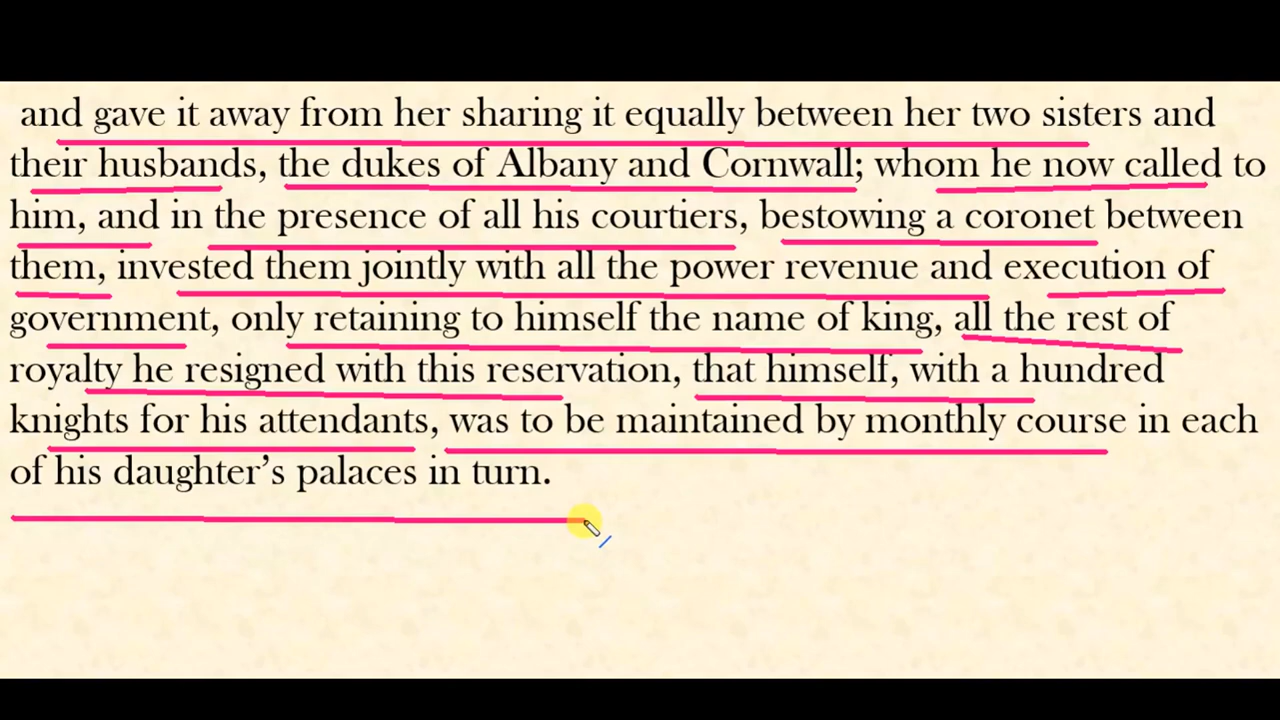 and gave it away from her sharing it equally between her two sisters and
their husbands, the dukes of Albany and Cornwall; whom he now called to
him, and in the presence of all his courtiers, bestowing a coronet between
them, invested them jointly with all the power revenue and execution of
government, only retaining to himself the name of king, all the rest of
royalty he resigned with this reservation, that himself, with a hundred
knights for his attendants, was to be maintained by monthly course in each
of his daughter’s palaces in turn.